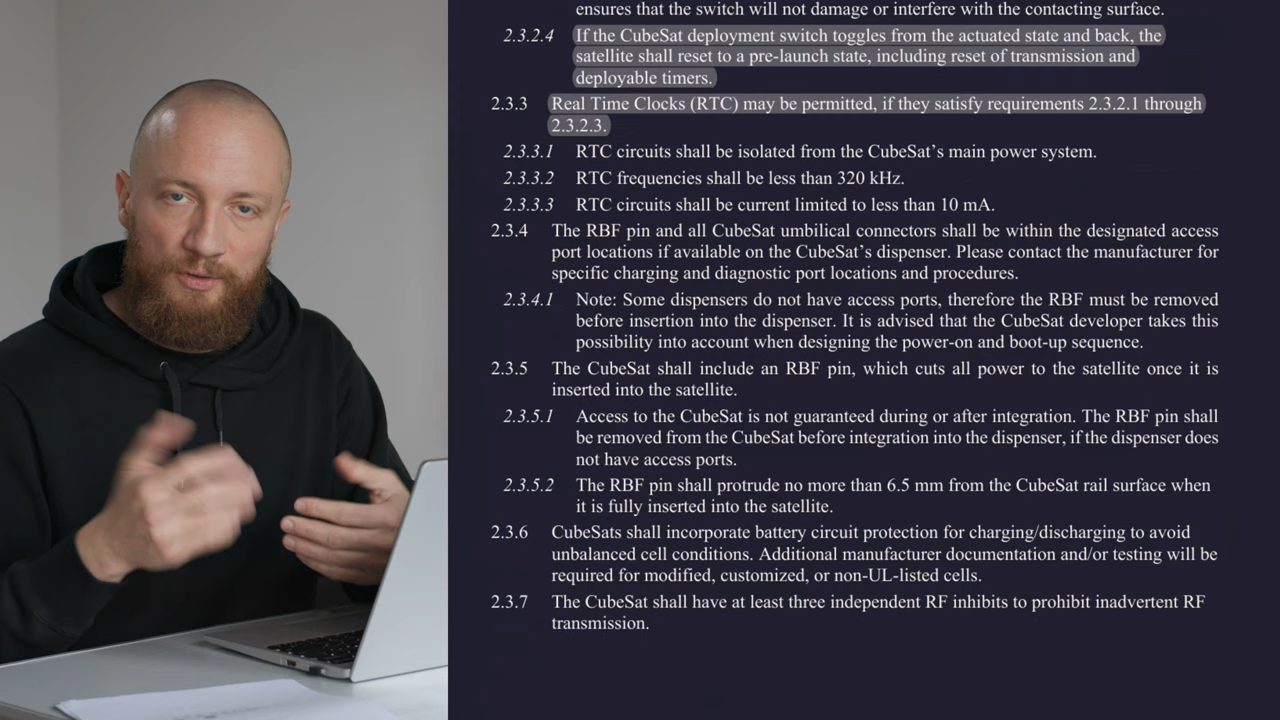 ensures that the switch will not damage or interfere with the contacting surface.
2.3.2.4 If the CubeSat deployment switch toggles from the actuated state and back, the
satellite shall reset to a pre-launch state, including reset of transmission and
deployable timers.
2.3.3 Real Time Clocks (RTC) may be permitted, if they satisfy requirements 2.3.2.1 through
2.3.2.3.
2.3.3.1 RTC circuits shall be isolated from the CubeSat’s main power system.
2.3.3.2 RTC frequencies shall be less than 320 kHz.
2.3.3.3 RTC circuits shall be current limited to less than 10 mA.
2.3.4 The RBF pin and all CubeSat umbilical connectors shall be within the designated access
port locations if available on the CubeSat’s dispenser. Please contact the manufacturer for
specific charging and diagnostic port locations and procedures.
2.3.4.1 Note: Some dispensers do not have access ports, therefore the RBF must be removed
before insertion into the dispenser. It is advised that the CubeSat developer takes this
possibility into account when designing the power-on and boot-up sequence.
2.3.5 The CubeSat shall include an RBF pin, which cuts all power to the satellite once it is
inserted into the satellite.
2.3.5.1 Access to the CubeSat is not guaranteed during or after integration. The RBF pin shall
be removed from the CubeSat before integration into the dispenser, if the dispenser does
not have access ports.
2.3.5.2 The RBF pin shall protrude no more than 6.5 mm from the CubeSat rail surface when
it is fully inserted into the satellite.
2.3.6 CubeSats shall incorporate battery circuit protection for charging/discharging to avoid
unbalanced cell conditions. Additional manufacturer documentation and/or testing will be
required for modified, customized, or non-UL-listed cells.
2.3.7 The CubeSat shall have at least three independent RF inhibits to prohibit inadvertent RF
transmission.